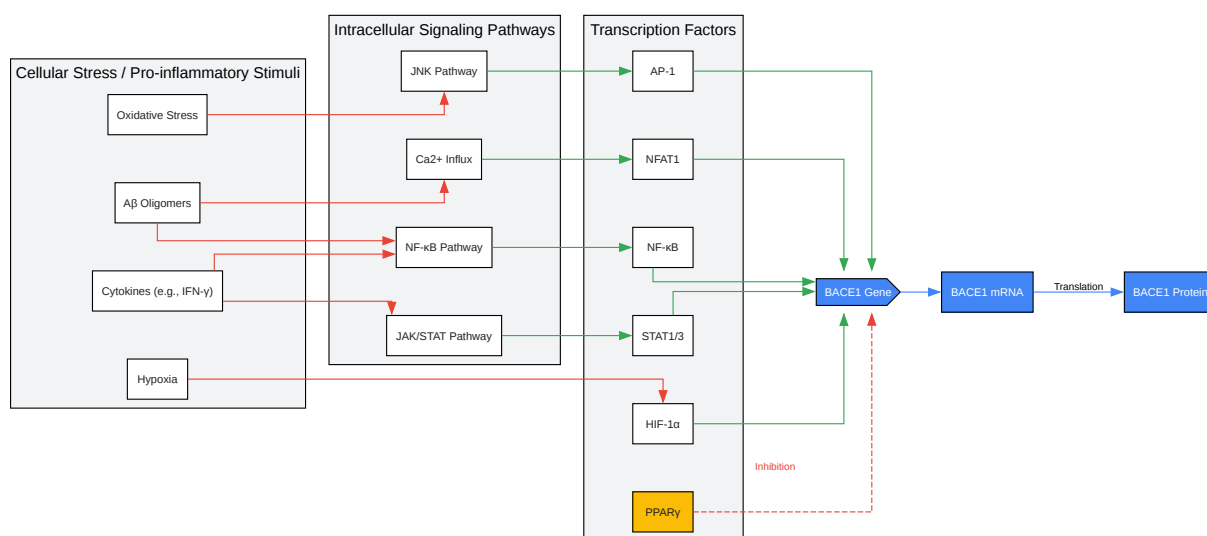 Cellular Stress / Pro-inflammatory Stimuli
Oxidative Stress
Aβ Oligomers
Cytokines (e.g., IFN-γ)
Hypoxia
Intracellular Signaling Pathways
JNK Pathway
Ca2+ Influx
NF-κB Pathway
JAK/STAT Pathway
Transcription Factors
AP-1
NFAT1
NF-κB
STAT1/3
HIF-1α
PPARγ
Inhibition
BACE1 Gene
BACE1 mRNA
Translation
BACE1 Protein